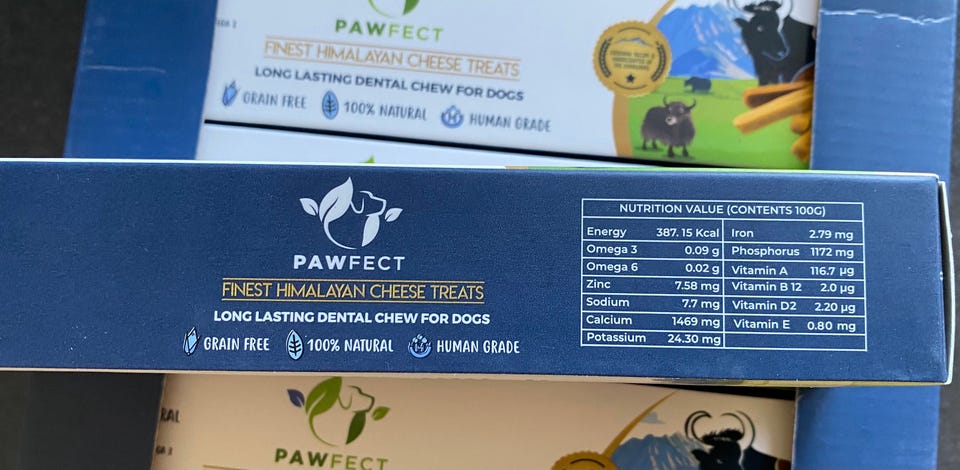 PAWFECT
FINEST HIMALAYAN CHEESE TREATS
LONG LASTING DENTAL CHEW FOR DOGS
GRAIN FREE 100% NATURAL HUMAN GRADE
PAWFECT
FINEST HIMALAYAN CHEESE TREATS
LONG LASTING DENTAL CHEW FOR DOGS
GRAIN FREE 100% NATURAL HUMAN GRADE
NUTRITION VALUE (CONTENTS 100G)
Energy 387. 15 Kcal Iron 2.79 mg
Omega 3 0.09 g Phosphorus 1172 mg
Omega 6 0.02 g Vitamin A 116.7 µg
Zinc 7.58 mg Vitamin B 12 2.0 µg
Sodium 7.7 mg Vitamin D2 2.20 µg
Calcium 1469 mg Vitamin E 0.80 mg
Potassium 24.30 mg
PAWFECT